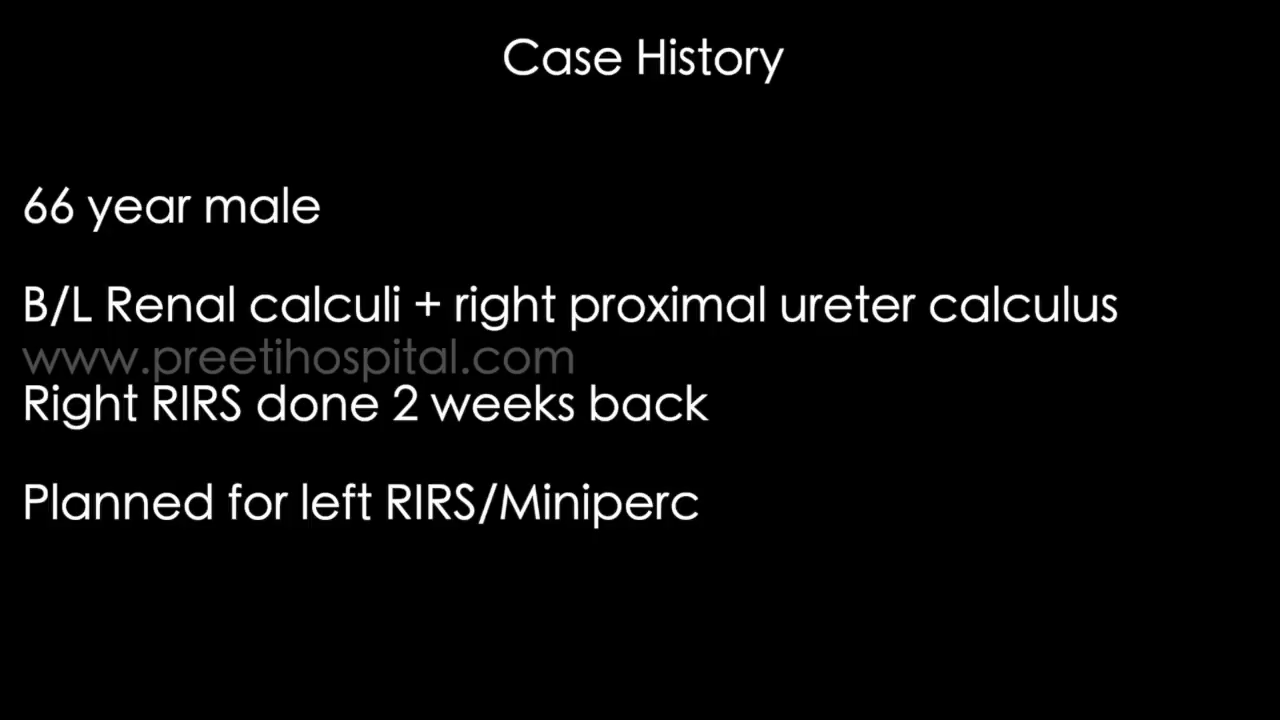 Case History
66 year male
B/L Renal calculi + right proximal ureter calculus
www.preetihospital.com
Right RIRS done 2 weeks back
Planned for left RIRS/Miniperc